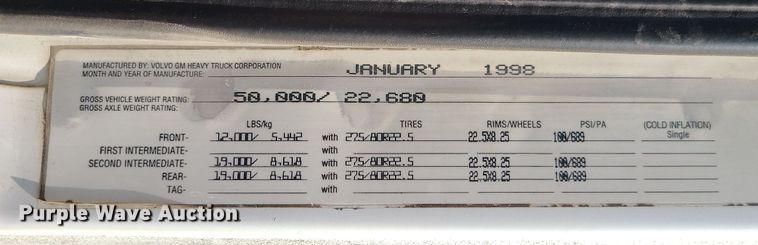 MANUFACTURED BY: VOLVO GM HEAVY TRUCK CORPORATION
MONTH AND YEAR OF MANUFACTURE: JANUARY 1998
GROSS VEHICLE WEIGHT RATING: 50,000/ 22,680
GROSS AXLE WEIGHT RATING:
LBS/kg TIRES RIMS/WHEELS PSI/PA (COLD INFLATION)
FRONT- 12,000/ 5,442 with 275/80R22.5 22.5X8.25 100/689 Single
FIRST INTERMEDIATE- with
SECOND INTERMEDIATE- 19,000/ 8,618 with 275/80R22.5 22.5X8.25 100/689
REAR- 19,000/ 8,618 with 275/80R22.5 22.5X8.25 100/689
TAG- with
Purple Wave Auction